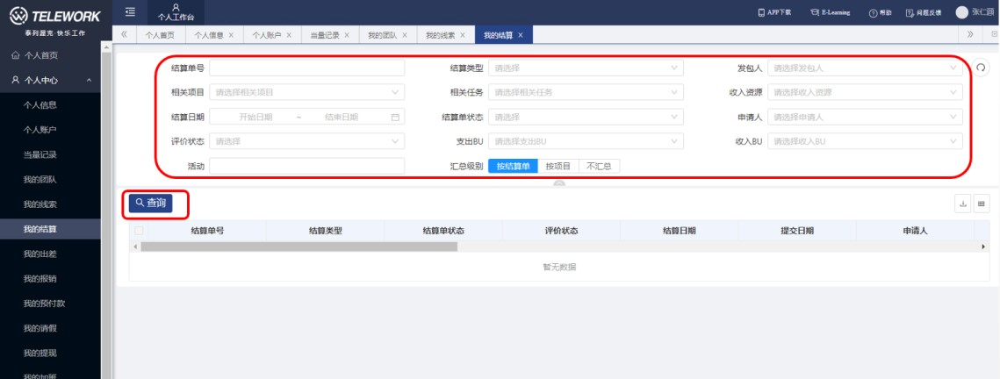 TELEWORK
泰列渥克·快乐工作
个人工作台
APP下载 E-Learning 帮助 问题反馈
个人首页 个人信息 × 个人账户 × 当量记录 × 我的团队 × 我的线索 × 我的结算 ×
个人首页
个人中心
个人信息
个人账户
当量记录
我的团队
我的线索
我的结算
我的出差
我的报销
我的预付款
我的请假
我的提现
我的加班
结算单号 结算类型 请选择 发包人 请选择发包人
相关项目 请选择相关项目 相关任务 请选择相关任务 收入资源 请选择收入资源
结算日期 开始日期 ~ 结束日期 结算单状态 请选择 申请人 请选择申请人
评价状态 请选择 支出BU 请选择支出BU 收入BU 请选择收入BU
活动 汇总级别 按结算单 按项目 不汇总
查询
结算单号 结算类型 结算单状态 评价状态 结算日期 提交日期 申请人
暂无数据